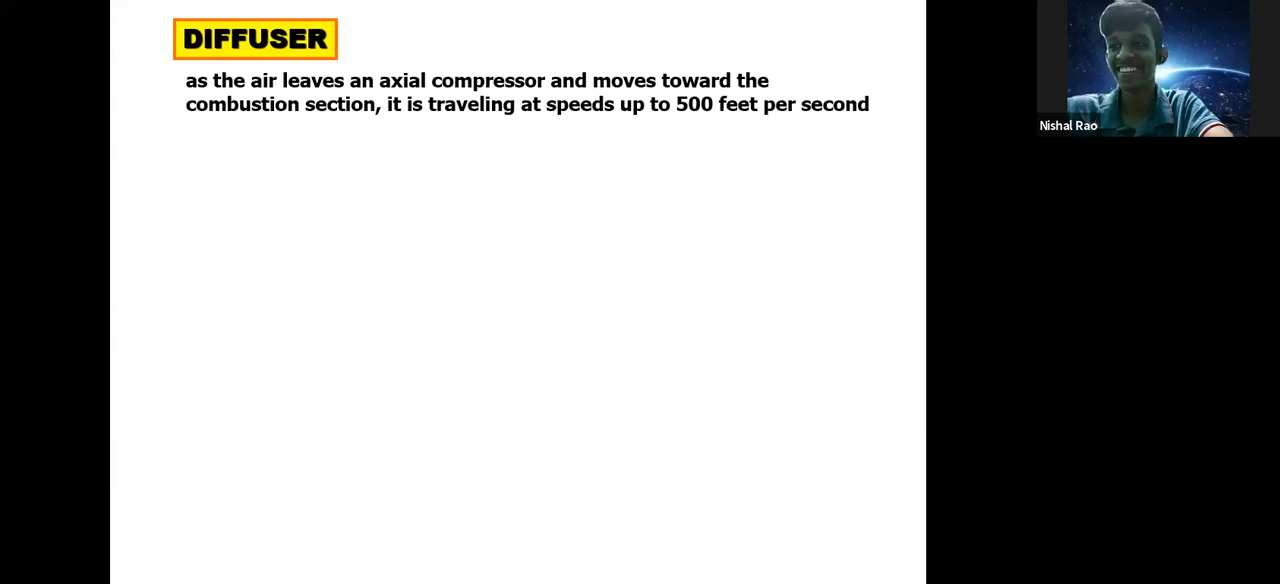 DIFFUSER
as the air leaves an axial compressor and moves toward the
combustion section, it is traveling at speeds up to 500 feet per second
Nishal Rao